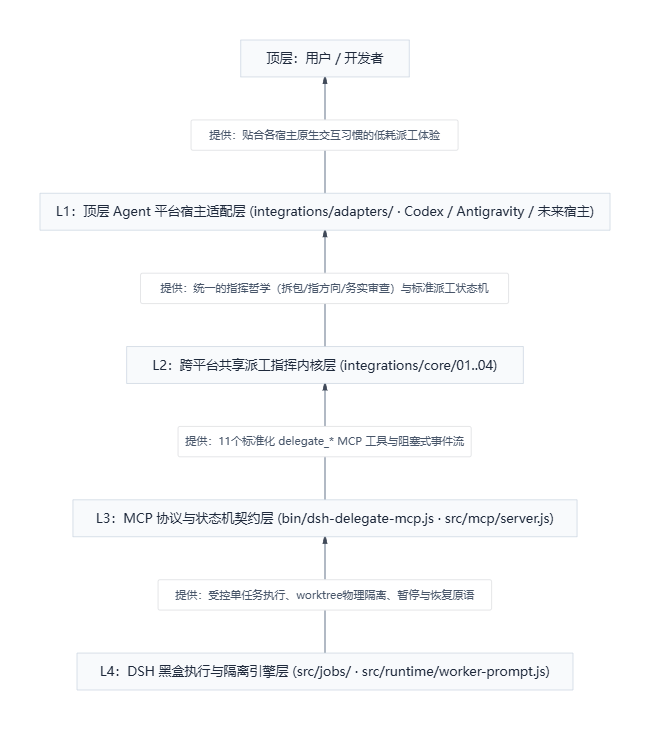 顶层：用户 / 开发者
提供：贴合各宿主原生交互习惯的低耗派工体验
L1：顶层 Agent 平台宿主适配层 (integrations/adapters/ · Codex / Antigravity / 未来宿主)
提供：统一的指挥哲学（拆包/指方向/务实审查）与标准派工状态机
L2：跨平台共享派工指挥内核层 (integrations/core/01..04)
提供：11个标准化 delegate_* MCP 工具与阻塞式事件流
L3：MCP 协议与状态机契约层 (bin/dsh-delegate-mcp.js · src/mcp/server.js)
提供：受控单任务执行、worktree物理隔离、暂停与恢复原语
L4：DSH 黑盒执行与隔离引擎层 (src/jobs/ · src/runtime/worker-prompt.js)